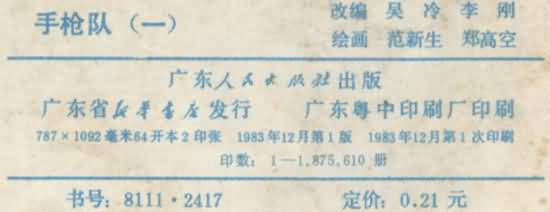 手枪队（一）
改编 吴冷 李刚
绘画 范新生 郑高空
广东人民出版社出版
广东省新华书店发行 广东粤中印刷厂印刷
787×1092毫米64开本2印张 1983年12月第1版 1983年12月第1次印刷
印数：1—1,875,610册
书号：8111·2417 定价：0.21元